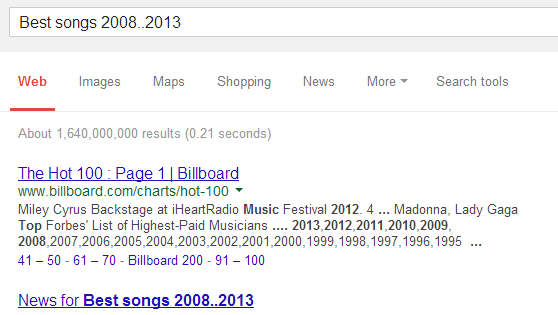 Best songs 2008..2013
Web Images Maps Shopping News More Search tools
About 1,640,000,000 results (0.21 seconds)
The Hot 100 : Page 1 | Billboard
www.billboard.com/charts/hot-100
Miley Cyrus Backstage at iHeartRadio Music Festival 2012. 4 ... Madonna, Lady Gaga
Top Forbes' List of Highest-Paid Musicians .... 2013,2012,2011,2010,2009,
2008,2007,2006,2005,2004,2003,2002,2001,2000,1999,1998,1997,1996,1995 ...
41 – 50 - 61 – 70 - Billboard 200 - 91 – 100
News for Best songs 2008..2013